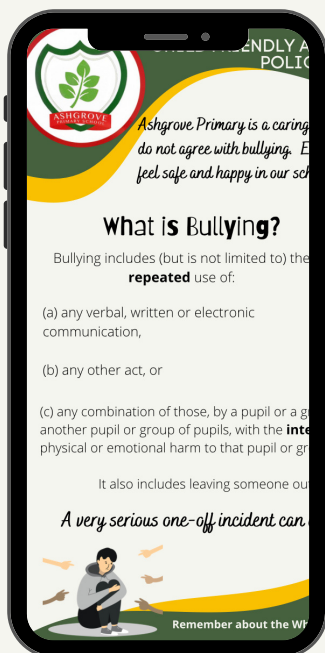 ENDLY A
POLIC
ASHGROVE
PRIMARY SCHOOL
Ashgrove Primary is a caring
do not agree with bullying. E
feel safe and happy in our sch
What is Bullying?
Bullying includes (but is not limited to) the
repeated use of:
(a) any verbal, written or electronic
communication,
(b) any other act, or
(c) any combination of those, by a pupil or a g
another pupil or group of pupils, with the inte
physical or emotional harm to that pupil or gr
It also includes leaving someone ou
A very serious one-off incident can
Remember about the Wh